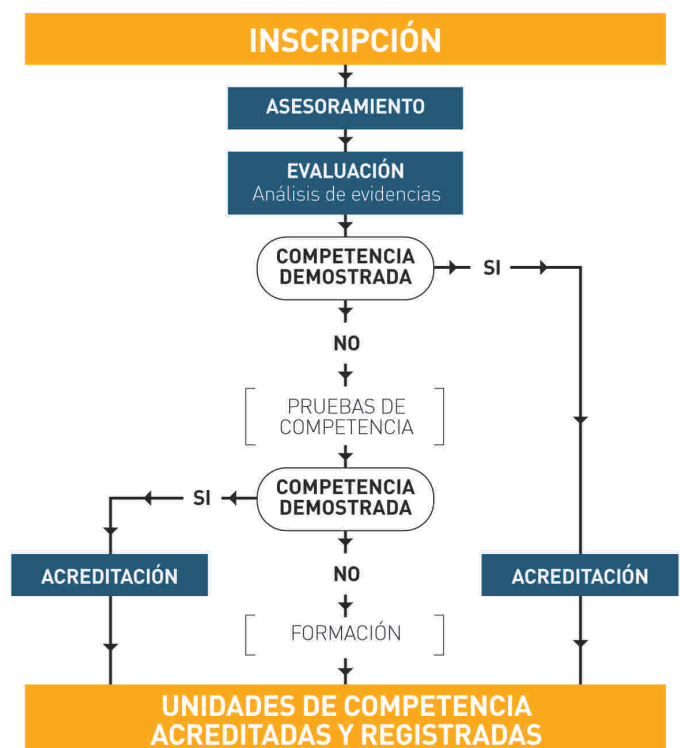 INSCRIPCIÓN
ASESORAMIENTO
EVALUACIÓN
Análisis de evidencias
COMPETENCIA
DEMOSTRADA
SI
NO
PRUEBAS DE
COMPETENCIA
COMPETENCIA
DEMOSTRADA
SI
ACREDITACIÓN
NO
ACREDITACIÓN
FORMACIÓN
UNIDADES DE COMPETENCIA
ACREDITADAS Y REGISTRADAS